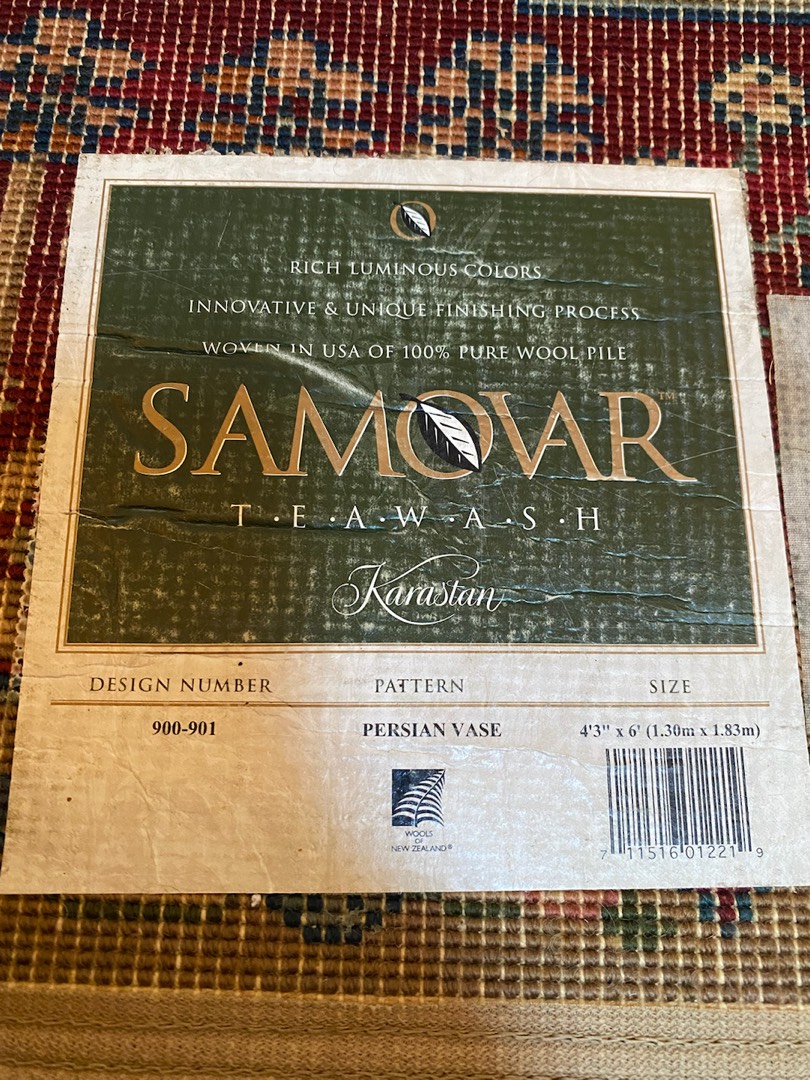 RICH LUMINOUS COLORS
INNOVATIVE & UNIQUE FINISHING PROCESS
WOVEN IN USA OF 100% PURE WOOL PILE
SAMOVAR™
T·E·A·W·A·S·H
Karastan
DESIGN NUMBER PATTERN SIZE
900-901 PERSIAN VASE 4'3" x 6' (1.30m x 1.83m)
WOOLS
OF
NEW ZEALAND®
7 11516 01221 9